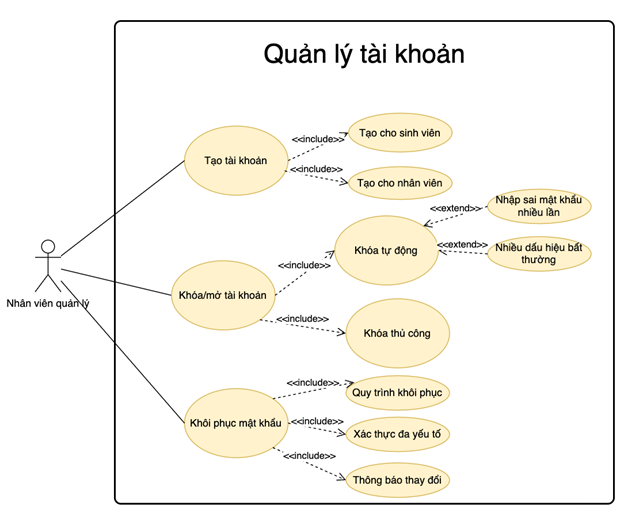 Quản lý tài khoản
Tạo tài khoản
<<include>>
Tạo cho sinh viên
<<include>>
Tạo cho nhân viên
Nhân viên quản lý
Khóa/mở tài khoản
<<include>>
Khóa tự động
<<extend>>
Nhập sai mật khẩu
nhiều lần
<<extend>>
Nhiều dấu hiệu bất
thường
<<include>>
Khóa thủ công
Khôi phục mật khẩu
<<include>>
Quy trình khôi phục
<<include>>
Xác thực đa yếu tố
<<include>>
Thông báo thay đổi